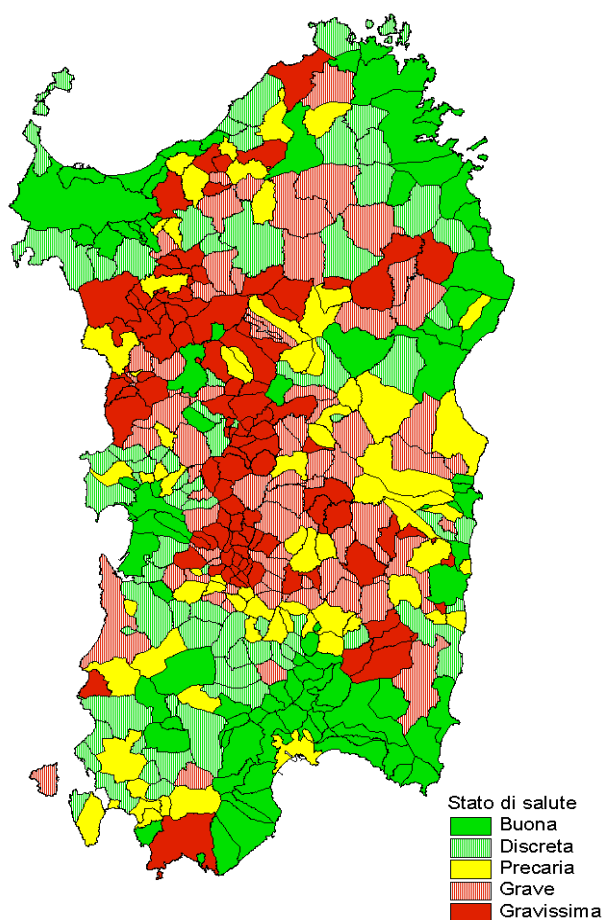 Stato di salute
Buona
Discreta
Precaria
Grave
Gravissima